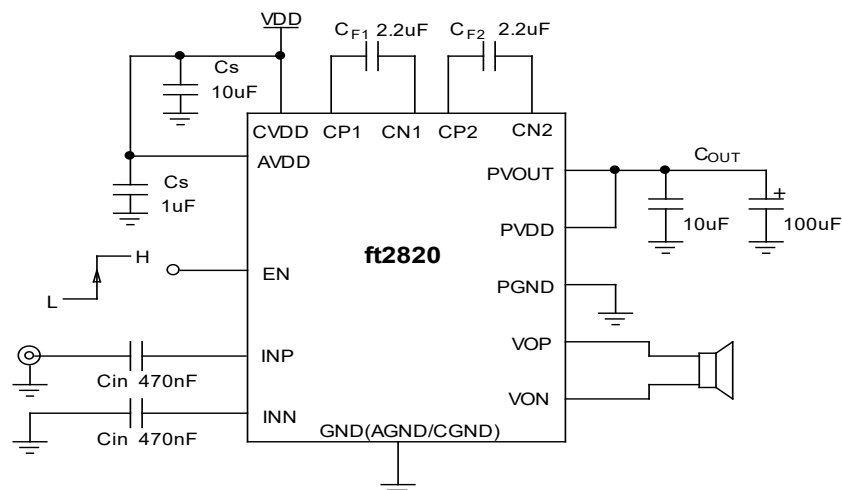 VDD
CF1 2.2uF
CF2 2.2uF
Cs
10uF
CVDD
CP1
CN1
CP2
CN2
AVDD
PVOUT
COUT
Cs
1uF
10uF
+
100uF
PVDD
ft2820
H
L
EN
PGND
INP
VOP
Cin 470nF
INN
VON
Cin 470nF
GND(AGND/CGND)